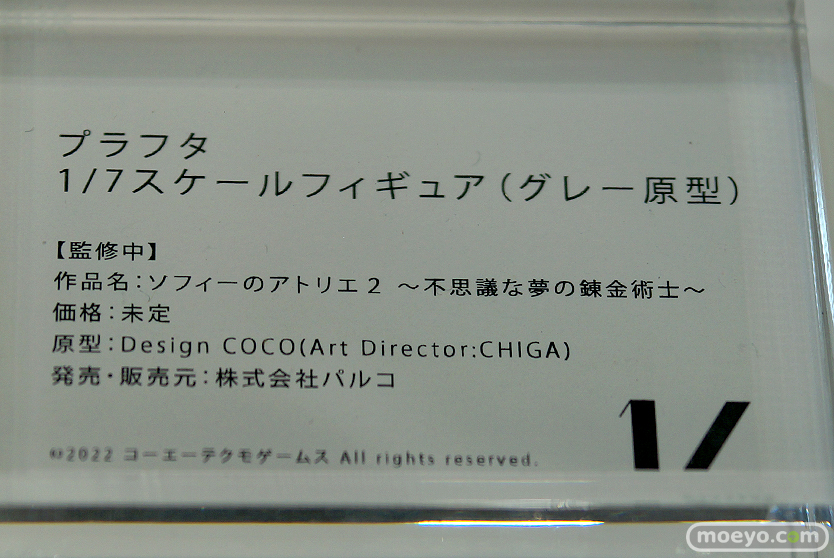 プラフタ
1/7スケールフィギュア(グレー原型)
【監修中】
作品名:ソフィーのアトリエ2 ～不思議な夢の錬金術士～
価格:未定
原型:Design COCO(Art Director:CHIGA)
発売・販売元:株式会社パルコ
©2022 コーエーテクモゲームス All rights reserved.
1/
moeyo.com